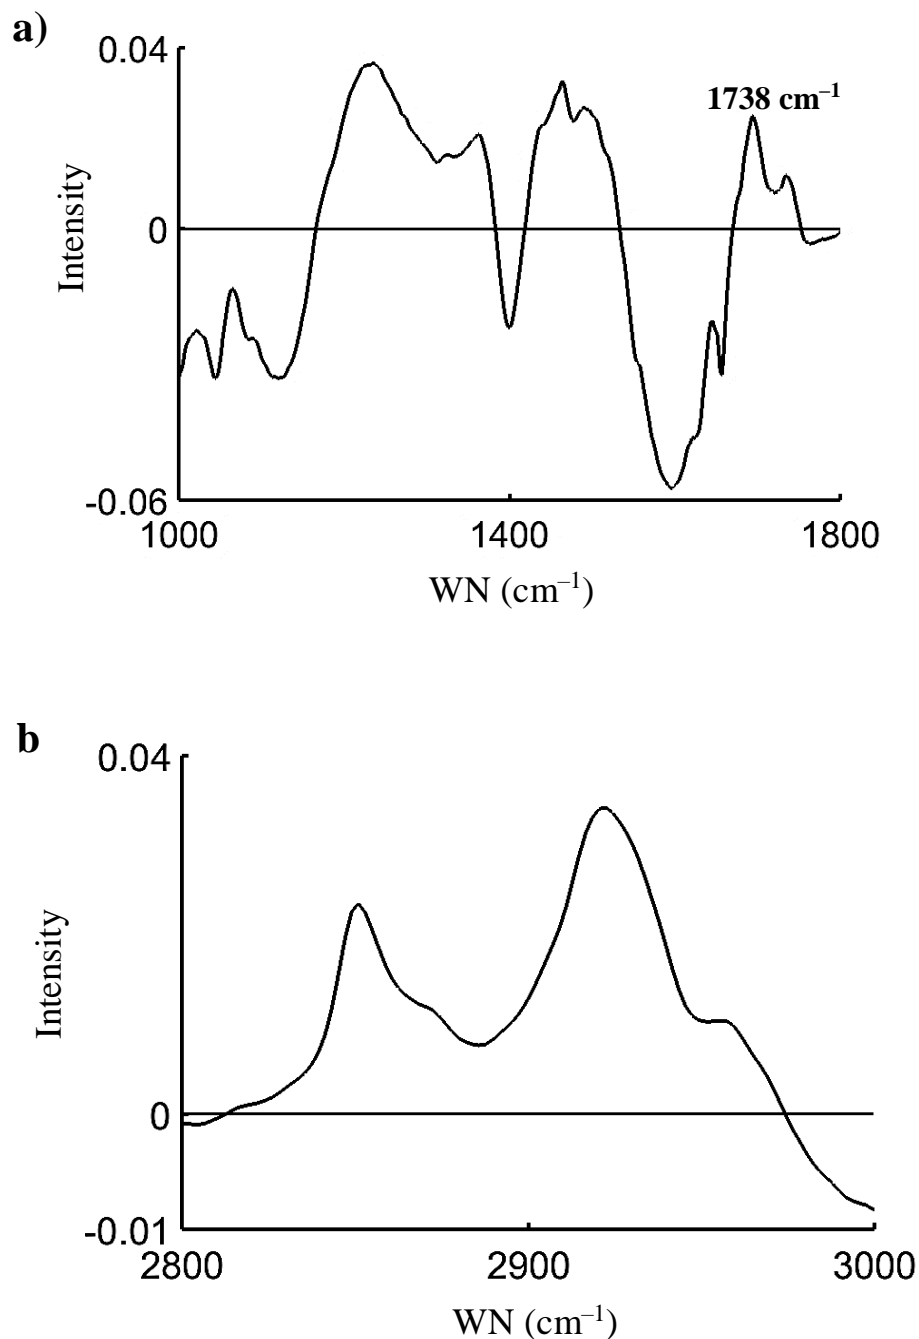 a)
0.04
1738 cm⁻¹
Intensity
0
-0.06
1000 1400 1800
WN (cm⁻¹)
b
0.04
Intensity
0
-0.01
2800 2900 3000
WN (cm⁻¹)